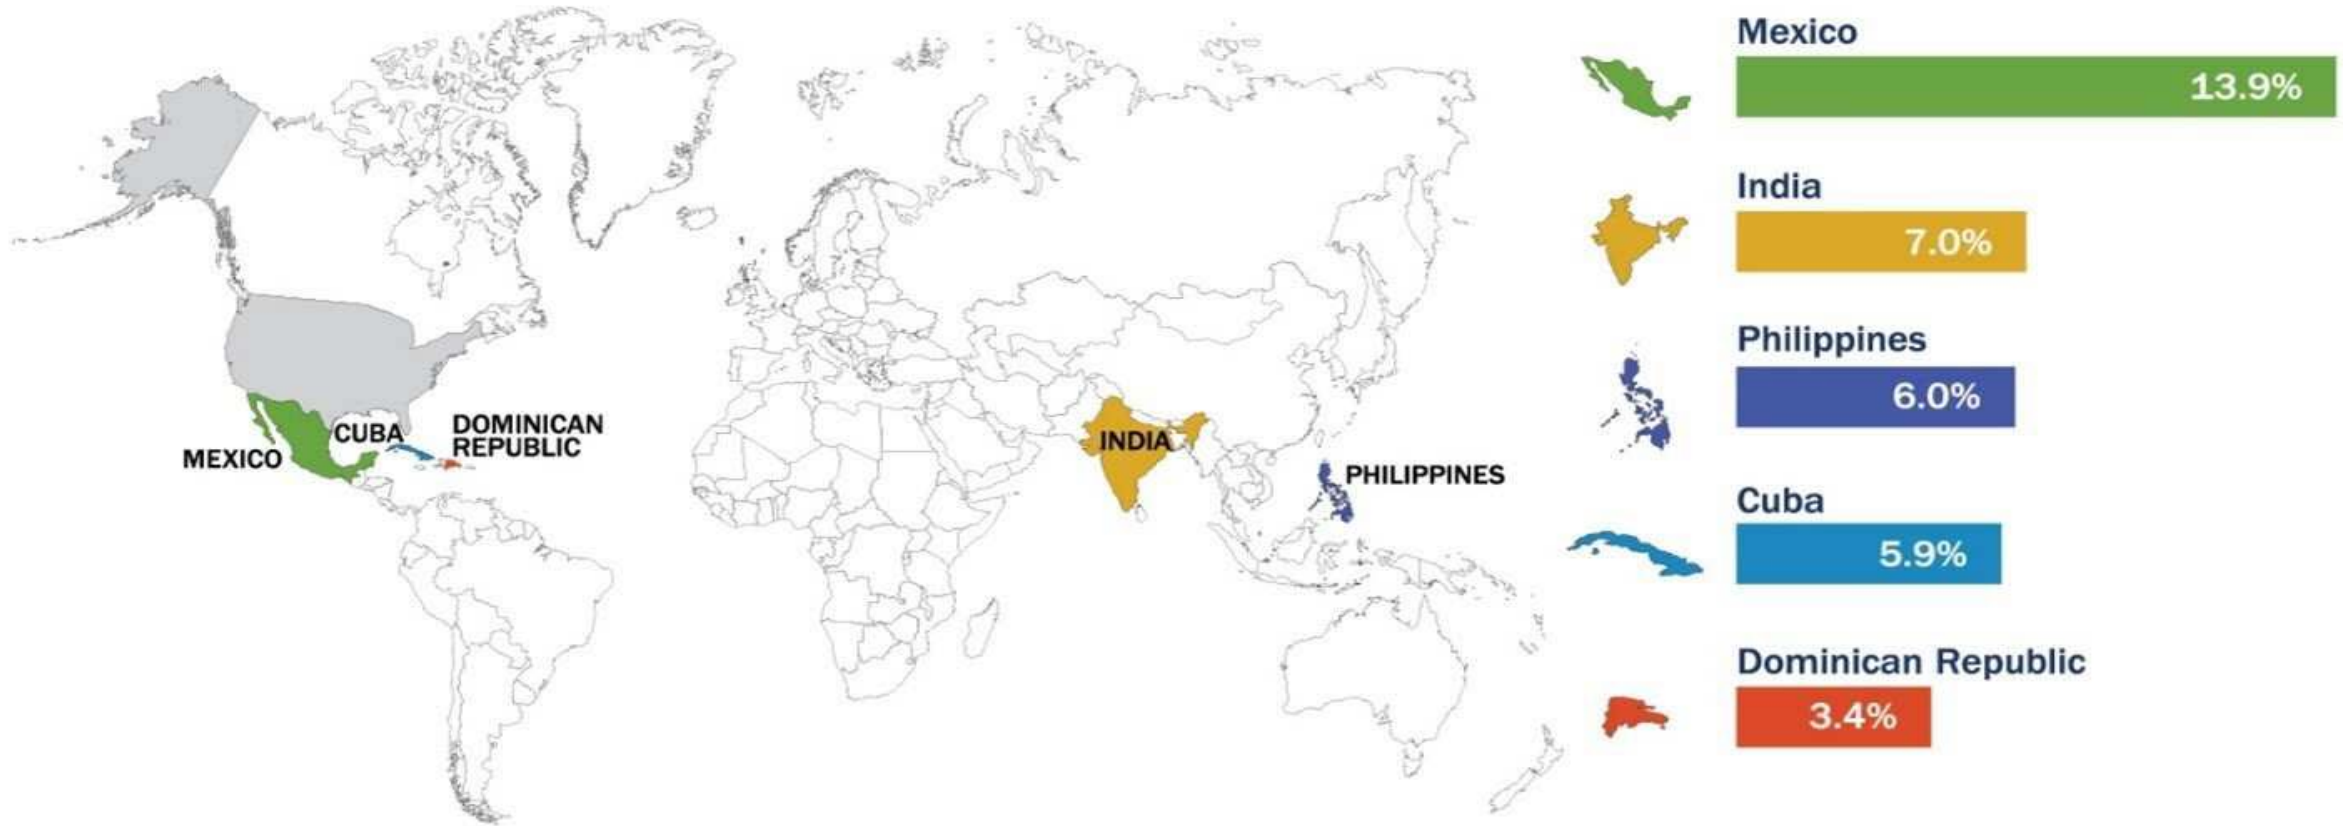 MEXICO
CUBA
DOMINICAN
REPUBLIC
INDIA
PHILIPPINES
Mexico
13.9%
India
7.0%
Philippines
6.0%
Cuba
5.9%
Dominican Republic
3.4%